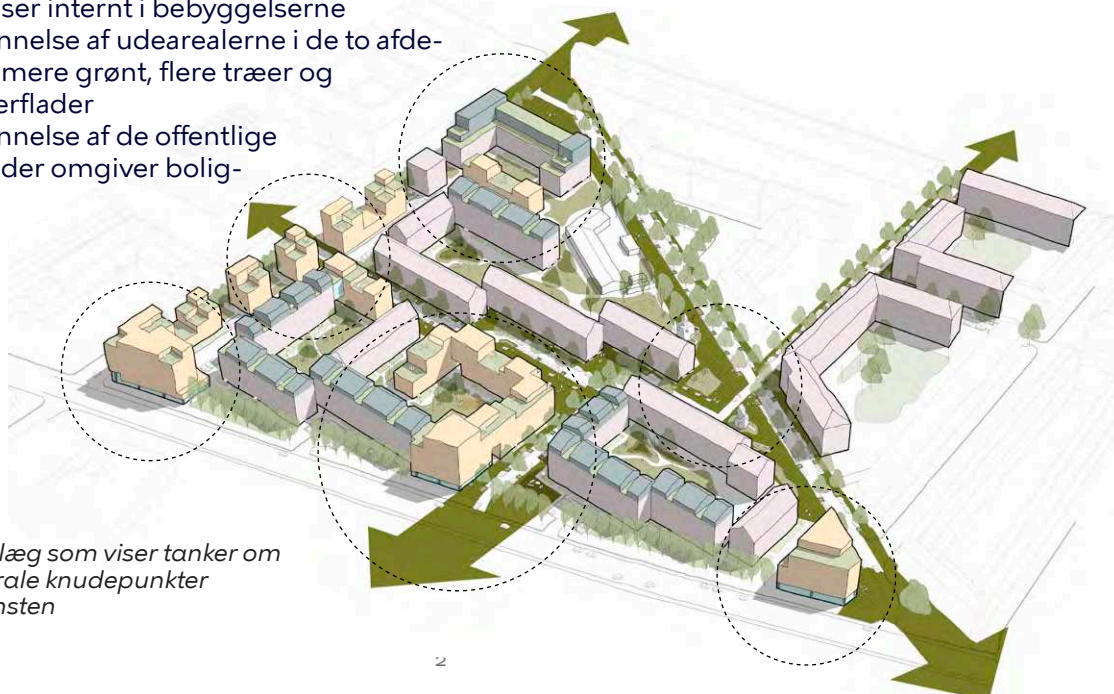 ser internt i bebyggelserne
nnelse af udearealerne i de to afde-
mere grønt, flere træer og
erflader
nnelse af de offentlige
der omgiver bolig-
læg som viser tanker om
rale knudepunkter
nsten
2